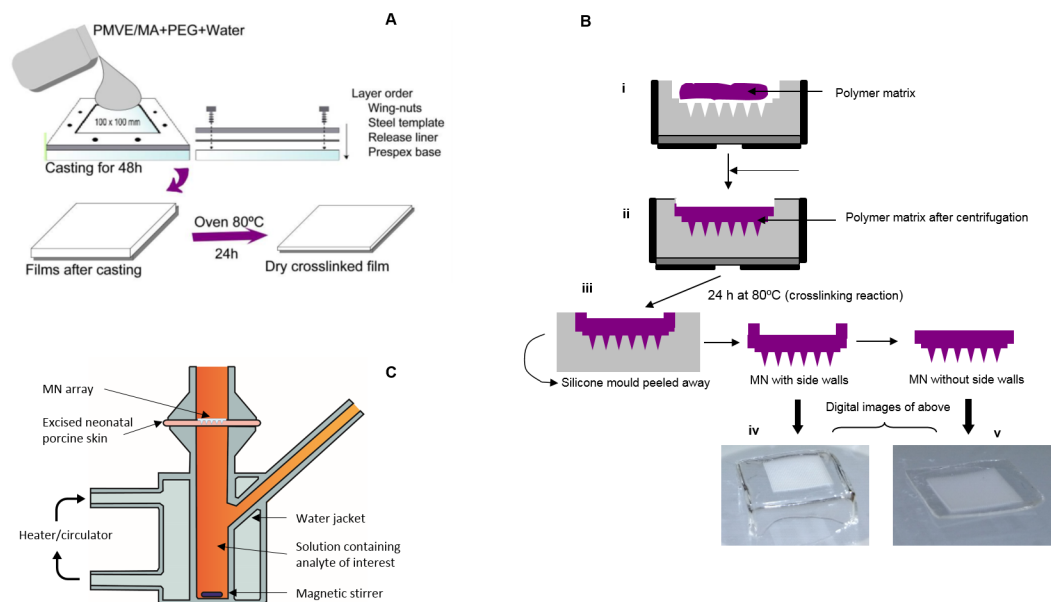 A
PMVE/MA+PEG+Water
100 x 100 mm
Casting for 48h
Layer order
Wing-nuts
Steel template
Release liner
Prespex base
Films after casting
Oven 80ºC
24h
Dry crosslinked film
B
i
Polymer matrix
ii
Polymer matrix after centrifugation
24 h at 80ºC (crosslinking reaction)
iii
Silicone mould peeled away
MN with side walls
MN without side walls
Digital images of above
iv
v
C
MN array
Excised neonatal
porcine skin
Heater/circulator
Water jacket
Solution containing
analyte of interest
Magnetic stirrer